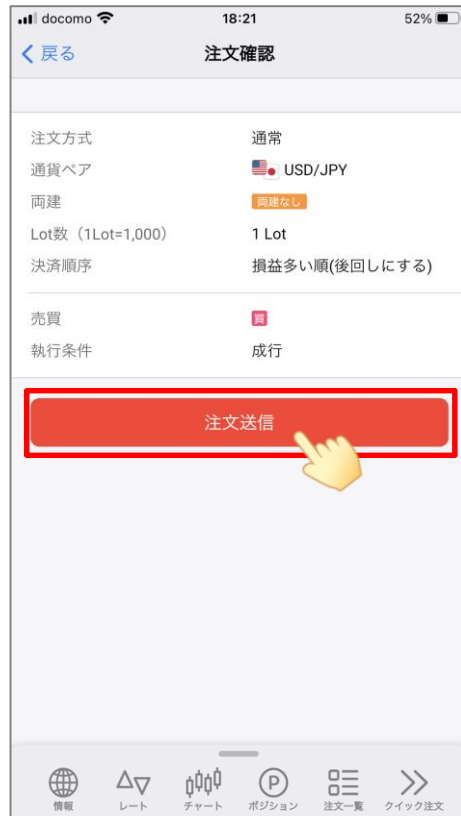 docomo 18:21 52%
戻る 注文確認
注文方式 通常
通貨ペア USD/JPY
両建 両建なし
Lot数（1Lot=1,000） 1 Lot
決済順序 損益多い順(後回しにする)
売買 買
執行条件 成行
注文送信
P
情報 レート チャート ポジション 注文一覧 クイック注文